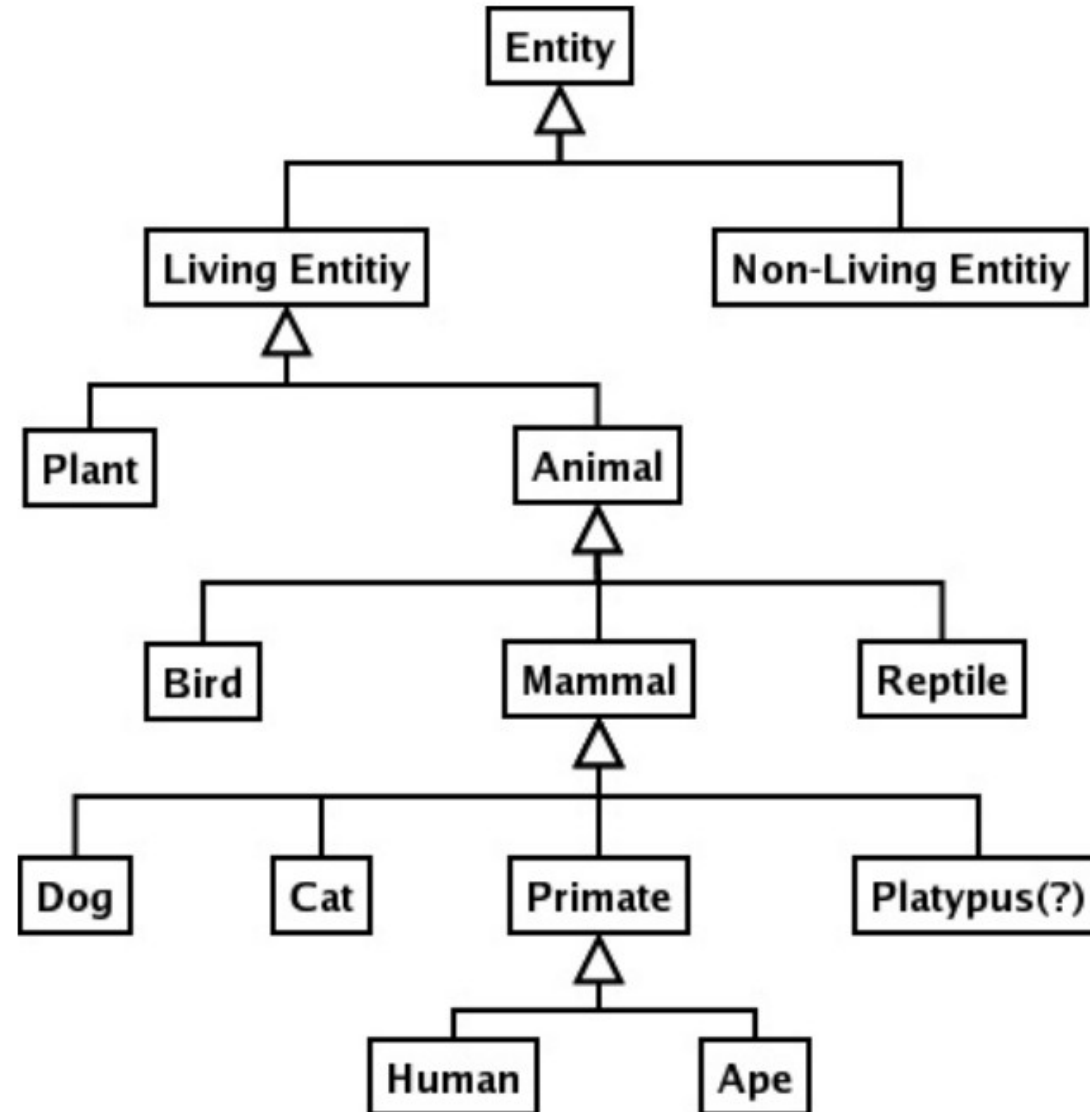 Entity
Living Entitiy
Non-Living Entitiy
Plant
Animal
Bird
Mammal
Reptile
Dog
Cat
Primate
Platypus(?)
Human
Ape